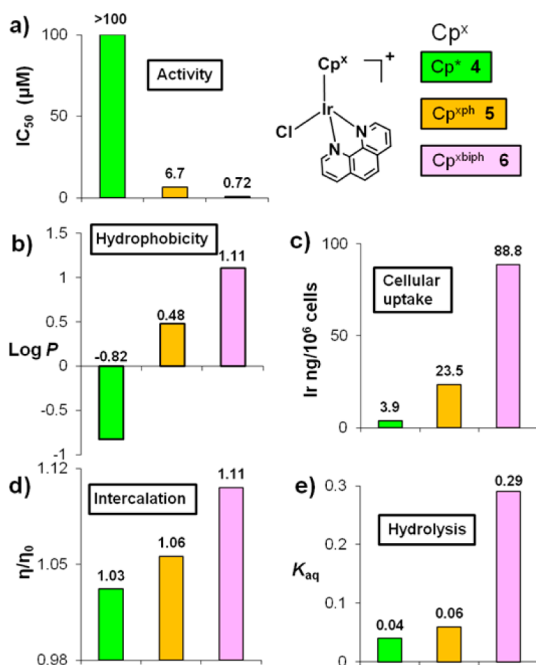 a)
>100
100
50
0
IC₅₀ (µM)
Activity
6.7
0.72
Cpˣ
+
Cl
Ir
N
N
Cpˣ
Cp* 4
Cpˣᵖʰ 5
Cpˣᵇⁱᵖʰ 6
b)
Hydrophobicity
1.5
1
0.5
0
-0.5
-1
Log P
-0.82
0.48
1.11
c)
Cellular
uptake
100
50
0
Ir ng/10⁶ cells
3.9
23.5
88.8
d)
Intercalation
1.12
1.05
0.98
η/η₀
1.03
1.06
1.11
e)
Hydrolysis
0.3
0.2
0.1
0
Kaq
0.04
0.06
0.29